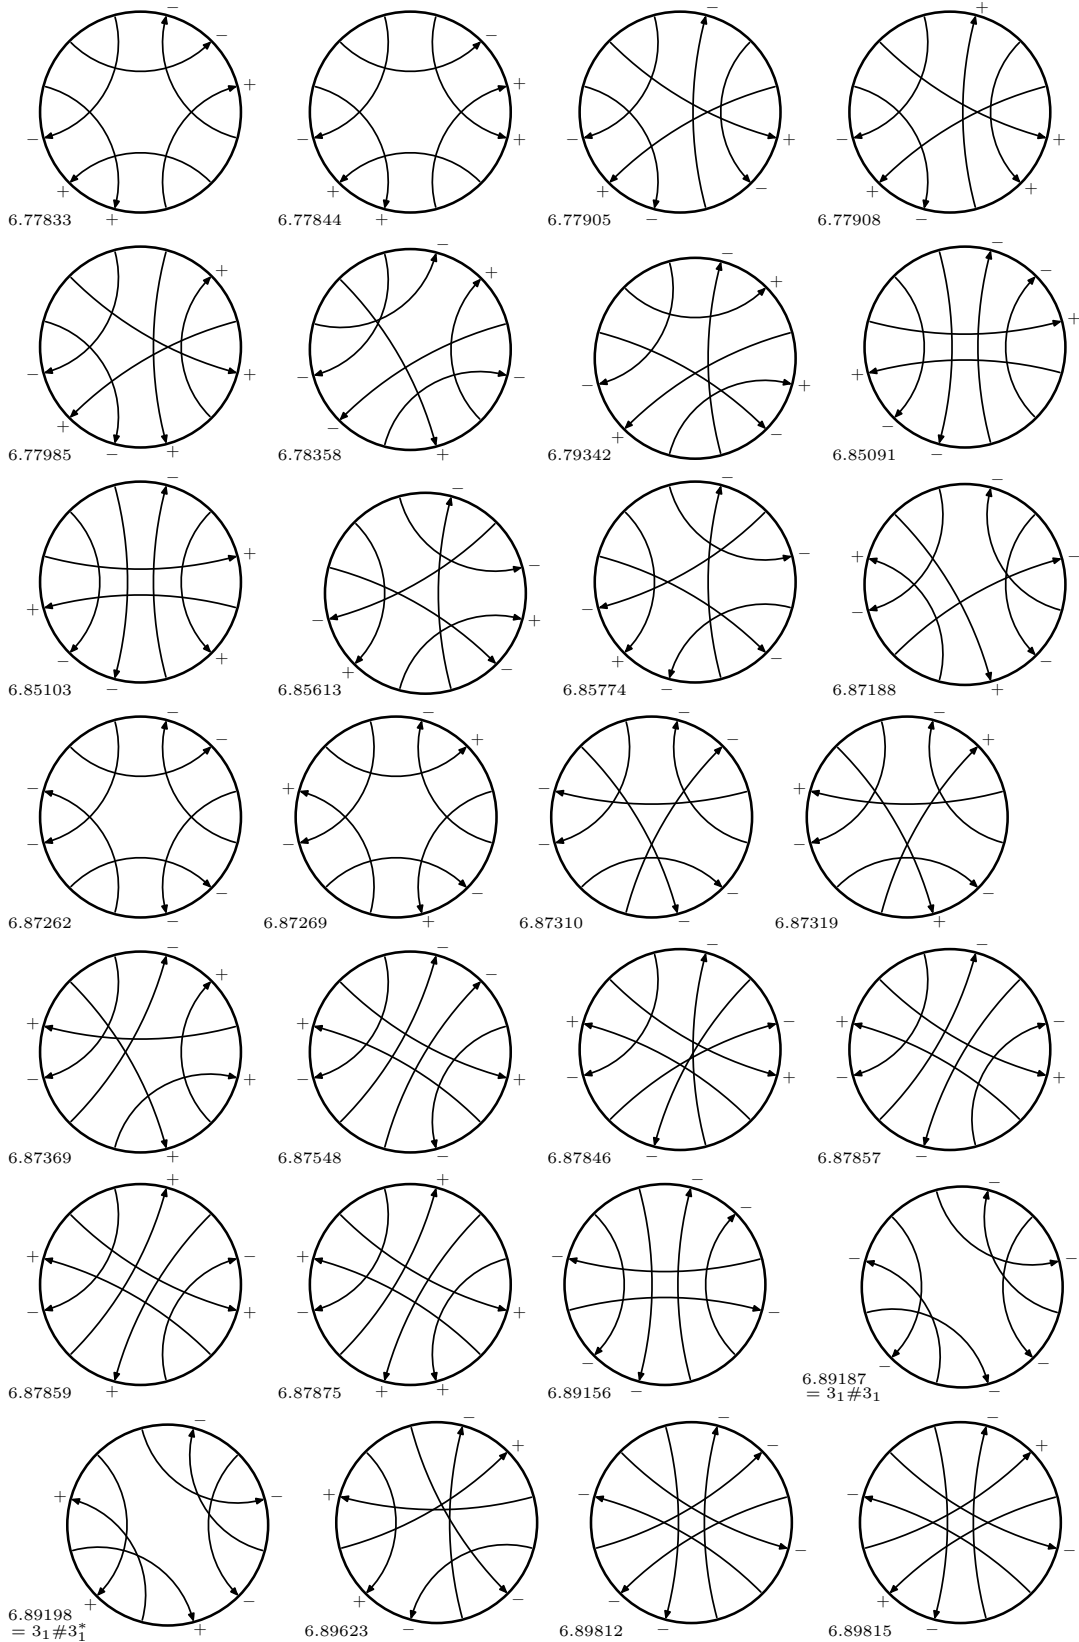 − − +
− −
+ +
− − + − + − +
+ + + − + +
6.77833 + 6.77844 + 6.77905 − 6.77908 −
− − −
+ + + −
+
− + − − − + +
+ − + − −
6.77985 − + 6.78358 + 6.79342 6.85091 −
− − − −
+ − − + −
+ − + − −
− + + − + − −
6.85103 − 6.85613 6.85774 − 6.87188 +
− − − −
− + − +
− + − +
− − −
− − − −
6.87262 − 6.87269 + 6.87310 − 6.87319 +
− − − −
+ −
+ + + − + −
− + − + − + − +
6.87369 + 6.87548 − 6.87846 − 6.87857 −
+ + − −
−
+ − + − − −
− + − + −
− − −
6.87859 + 6.87875 + + 6.89156 − 6.89187 −
= 3₁#3₁
− − − −
+ − +
+ − + − −
− −
+ − + − − +
6.89198 + 6.89623 − 6.89812 − 6.89815 −
= 3₁#3₁*